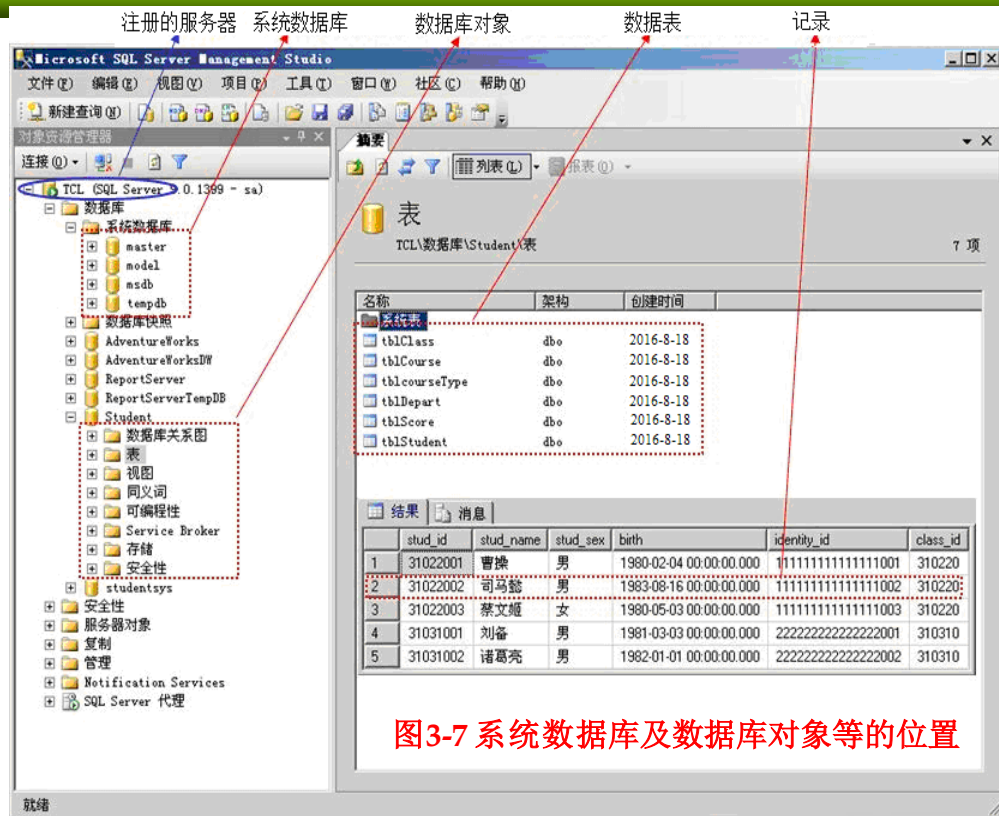 注册的服务器 系统数据库 数据库对象 数据表 记录
Microsoft SQL Server Management Studio
文件(F) 编辑(E) 视图(V) 项目(P) 工具(T) 窗口(W) 社区(C) 帮助(H)
新建查询(N)
对象资源管理器
摘要
连接(O)
列表(L) 报表(O)
TCL (SQL Server 9.0.1399 - sa)
数据库
系统数据库
master
model
msdb
tempdb
数据库快照
AdventureWorks
AdventureWorksDW
ReportServer
ReportServerTempDB
Student
数据库关系图
表
视图
同义词
可编程性
Service Broker
存储
安全性
studentsys
安全性
服务器对象
复制
管理
Notification Services
SQL Server 代理
表
TCL\数据库\Student\表 7 项
名称 架构 创建时间
系统表
tblClass dbo 2016-8-18
tblCourse dbo 2016-8-18
tblcourseType dbo 2016-8-18
tblDepart dbo 2016-8-18
tblScore dbo 2016-8-18
tblStudent dbo 2016-8-18
结果 消息
stud_id stud_name stud_sex birth identity_id class_id
1 31022001 曹操 男 1980-02-04 00:00:00.000 111111111111111001 310220
2 31022002 司马懿 男 1983-08-16 00:00:00.000 111111111111111002 310220
3 31022003 蔡文姬 女 1980-05-03 00:00:00.000 111111111111111003 310220
4 31031001 刘备 男 1981-03-03 00:00:00.000 222222222222222001 310310
5 31031002 诸葛亮 男 1982-01-01 00:00:00.000 222222222222222002 310310
图3-7 系统数据库及数据库对象等的位置
就绪